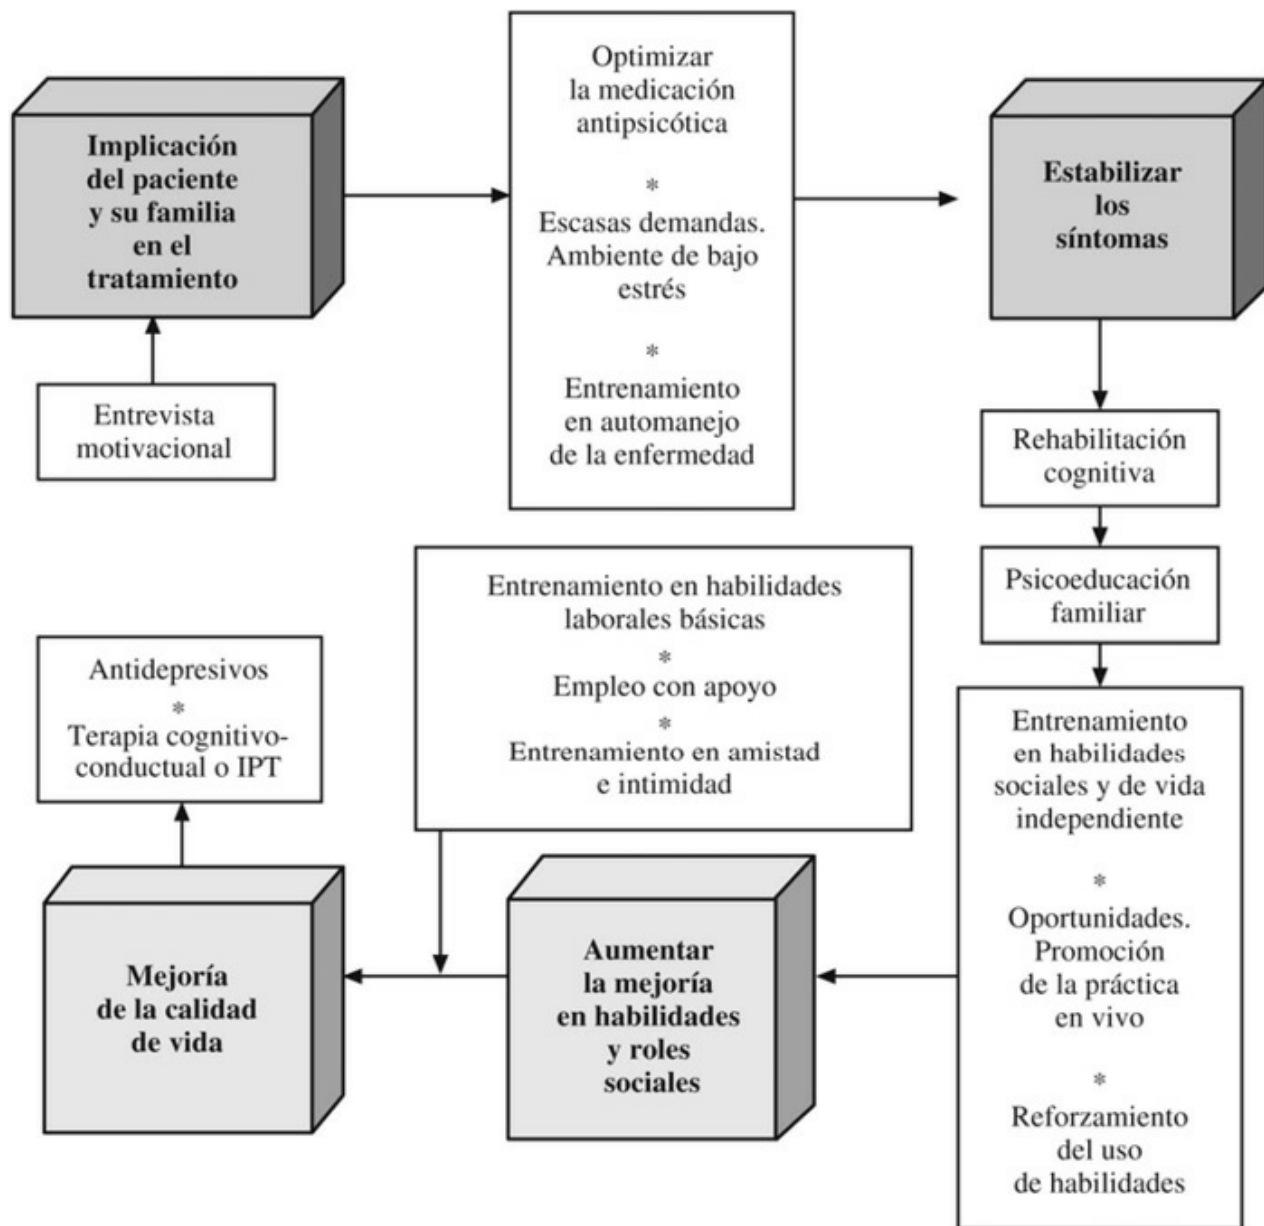 Implicación
del paciente
y su familia
en el
tratamiento
Entrevista
motivacional
Optimizar
la medicación
antipsicótica
*
Escasas demandas.
Ambiente de bajo
estrés
*
Entrenamiento
en automanejo
de la enfermedad
Estabilizar
los
síntomas
Rehabilitación
cognitiva
Psicoeducación
familiar
Entrenamiento
en habilidades
sociales y de vida
independiente
*
Oportunidades.
Promoción
de la práctica
en vivo
*
Reforzamiento
del uso
de habilidades
Aumentar
la mejoría
en habilidades
y roles
sociales
Entrenamiento en habilidades
laborales básicas
*
Empleo con apoyo
*
Entrenamiento en amistad
e intimidad
Mejoría
de la calidad
de vida
Antidepresivos
*
Terapia cognitivo-
conductual o IPT